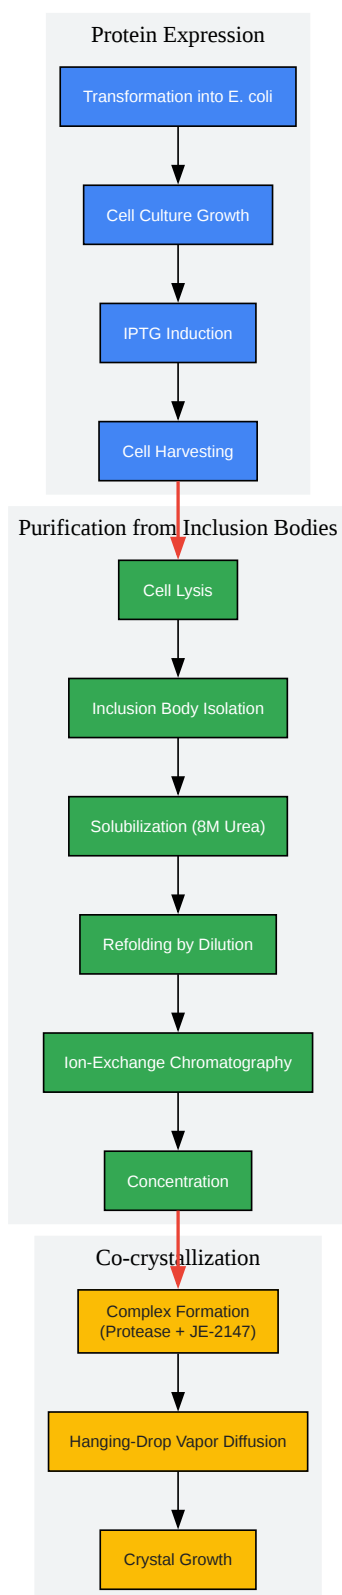 Protein Expression
Transformation into E. coli
Cell Culture Growth
IPTG Induction
Cell Harvesting
Purification from Inclusion Bodies
Cell Lysis
Inclusion Body Isolation
Solubilization (8M Urea)
Refolding by Dilution
Ion-Exchange Chromatography
Concentration
Co-crystallization
Complex Formation
(Protease + JE-2147)
Hanging-Drop Vapor Diffusion
Crystal Growth